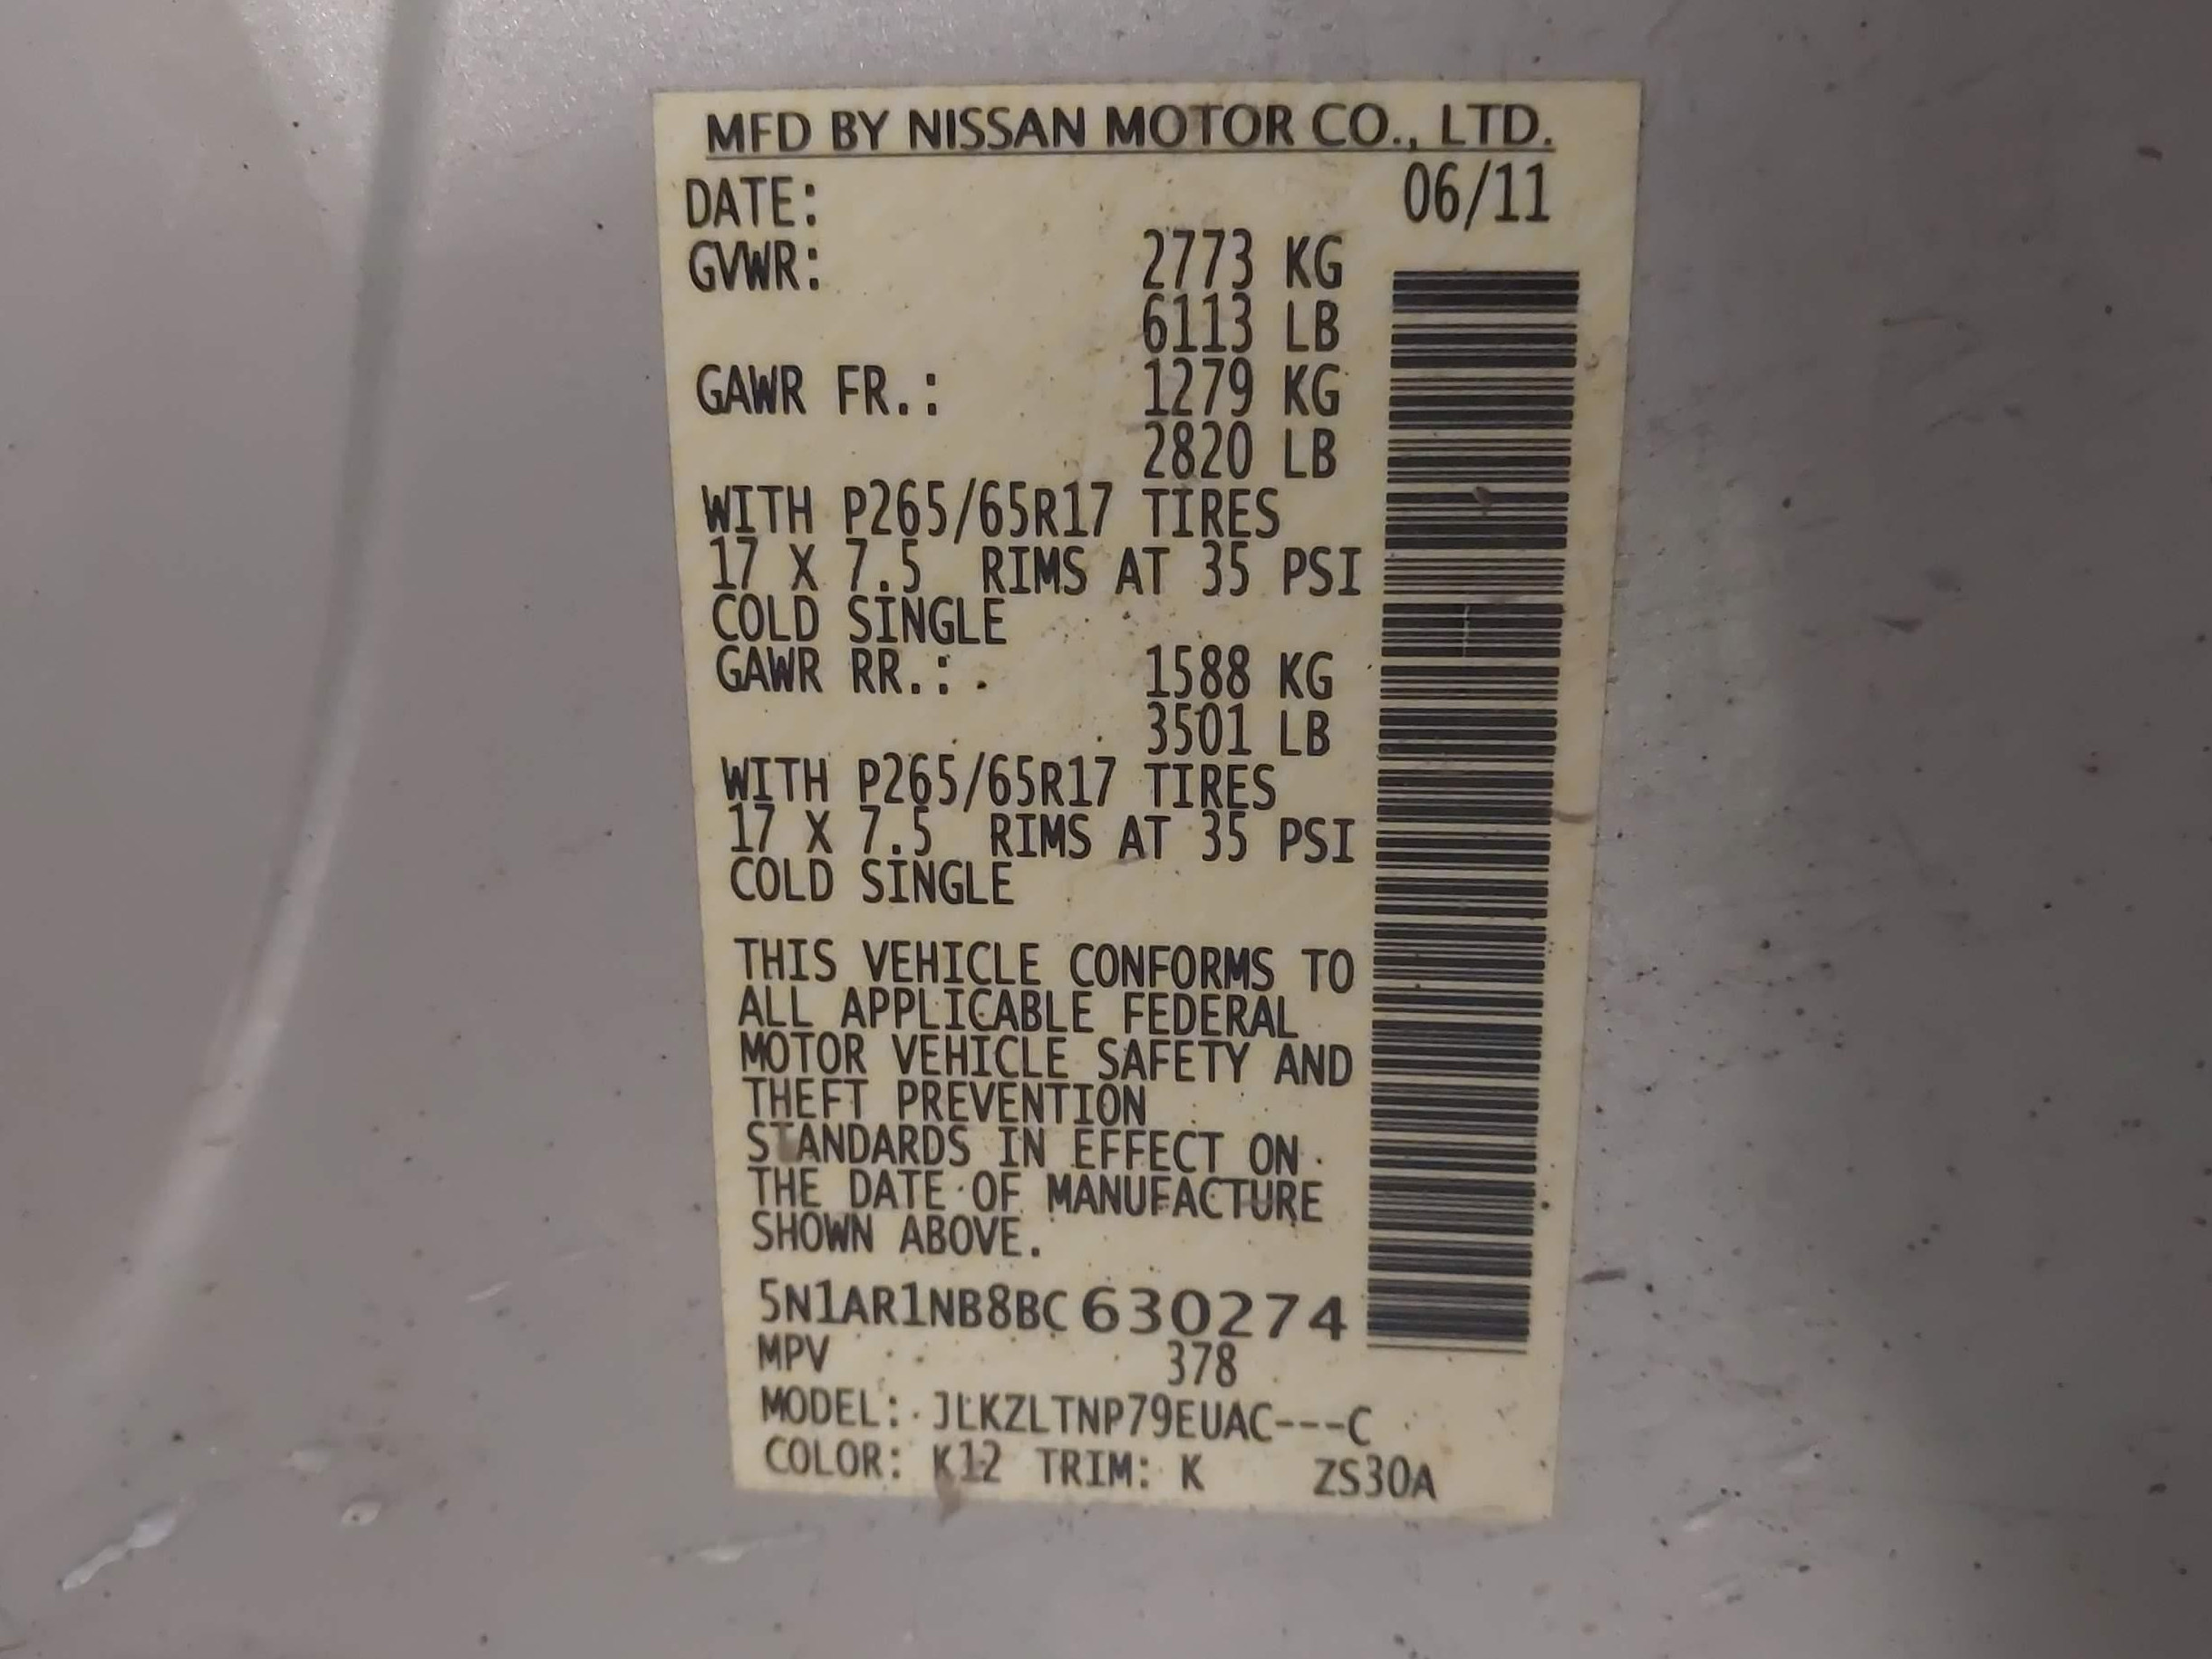 MFD BY NISSAN MOTOR CO., LTD.
DATE: 06/11
GVWR: 2773 KG
6113 LB
GAWR FR.: 1279 KG
2820 LB
WITH P265/65R17 TIRES
17 X 7.5 RIMS AT 35 PSI
COLD SINGLE
GAWR RR.: 1588 KG
3501 LB
WITH P265/65R17 TIRES
17 X 7.5 RIMS AT 35 PSI
COLD SINGLE
THIS VEHICLE CONFORMS TO
ALL APPLICABLE FEDERAL
MOTOR VEHICLE SAFETY AND
THEFT PREVENTION
STANDARDS IN EFFECT ON
THE DATE OF MANUFACTURE
SHOWN ABOVE.
5N1AR1NB8BC630274
MPV 378
MODEL: JLKZLTNP79EUAC---C
COLOR: K12 TRIM: K ZS30A